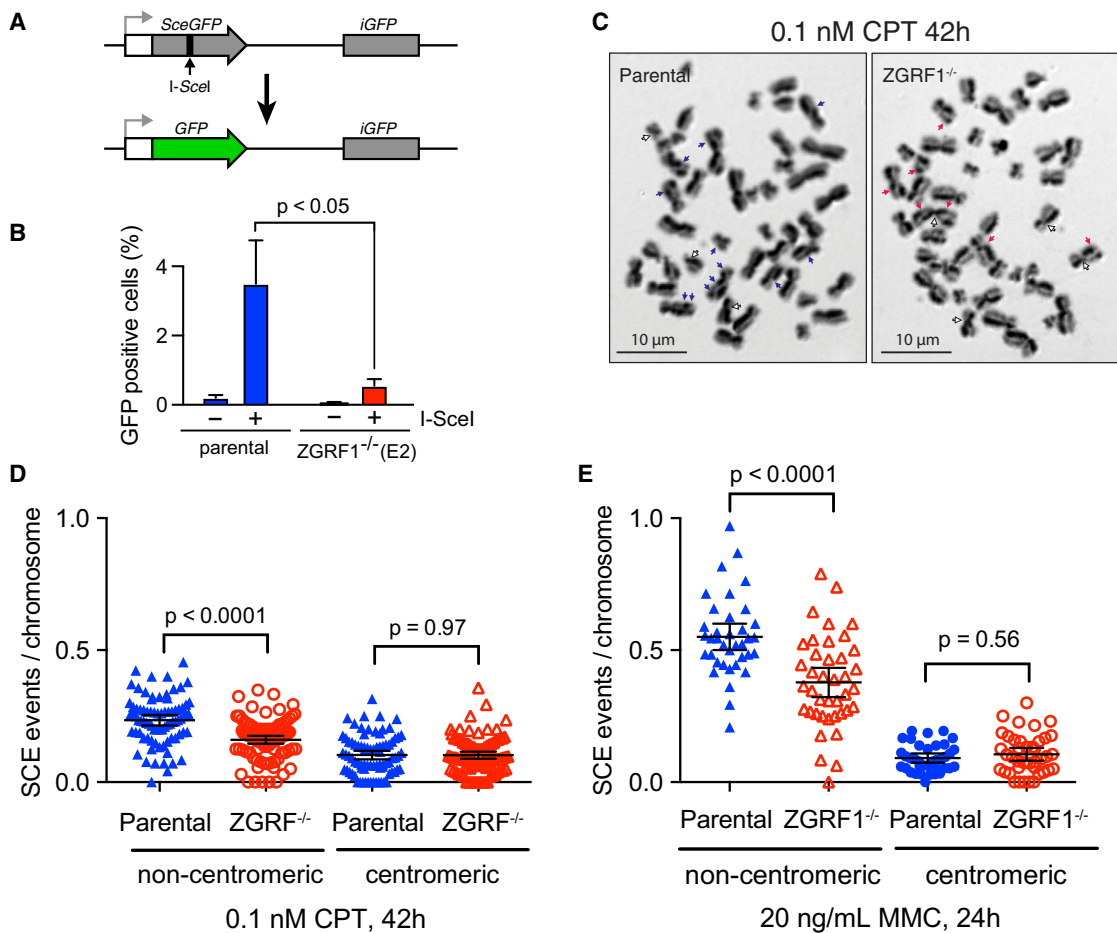 A
SceGFP
iGFP
I-SceI
GFP
iGFP
B
p < 0.05
GFP positive cells (%)
4
2
0
– + – + I-SceI
parental ZGRF1-/-(E2)
C
0.1 nM CPT 42h
Parental
ZGRF1-/-
10 μm
10 μm
D
SCE events / chromosome
1.0
0.5
0.0
p < 0.0001
p = 0.97
Parental ZGRF-/- Parental ZGRF-/-
non-centromeric centromeric
0.1 nM CPT, 42h
E
SCE events / chromosome
1.0
0.5
0.0
p < 0.0001
p = 0.56
Parental ZGRF1-/- Parental ZGRF1-/-
non-centromeric centromeric
20 ng/mL MMC, 24h